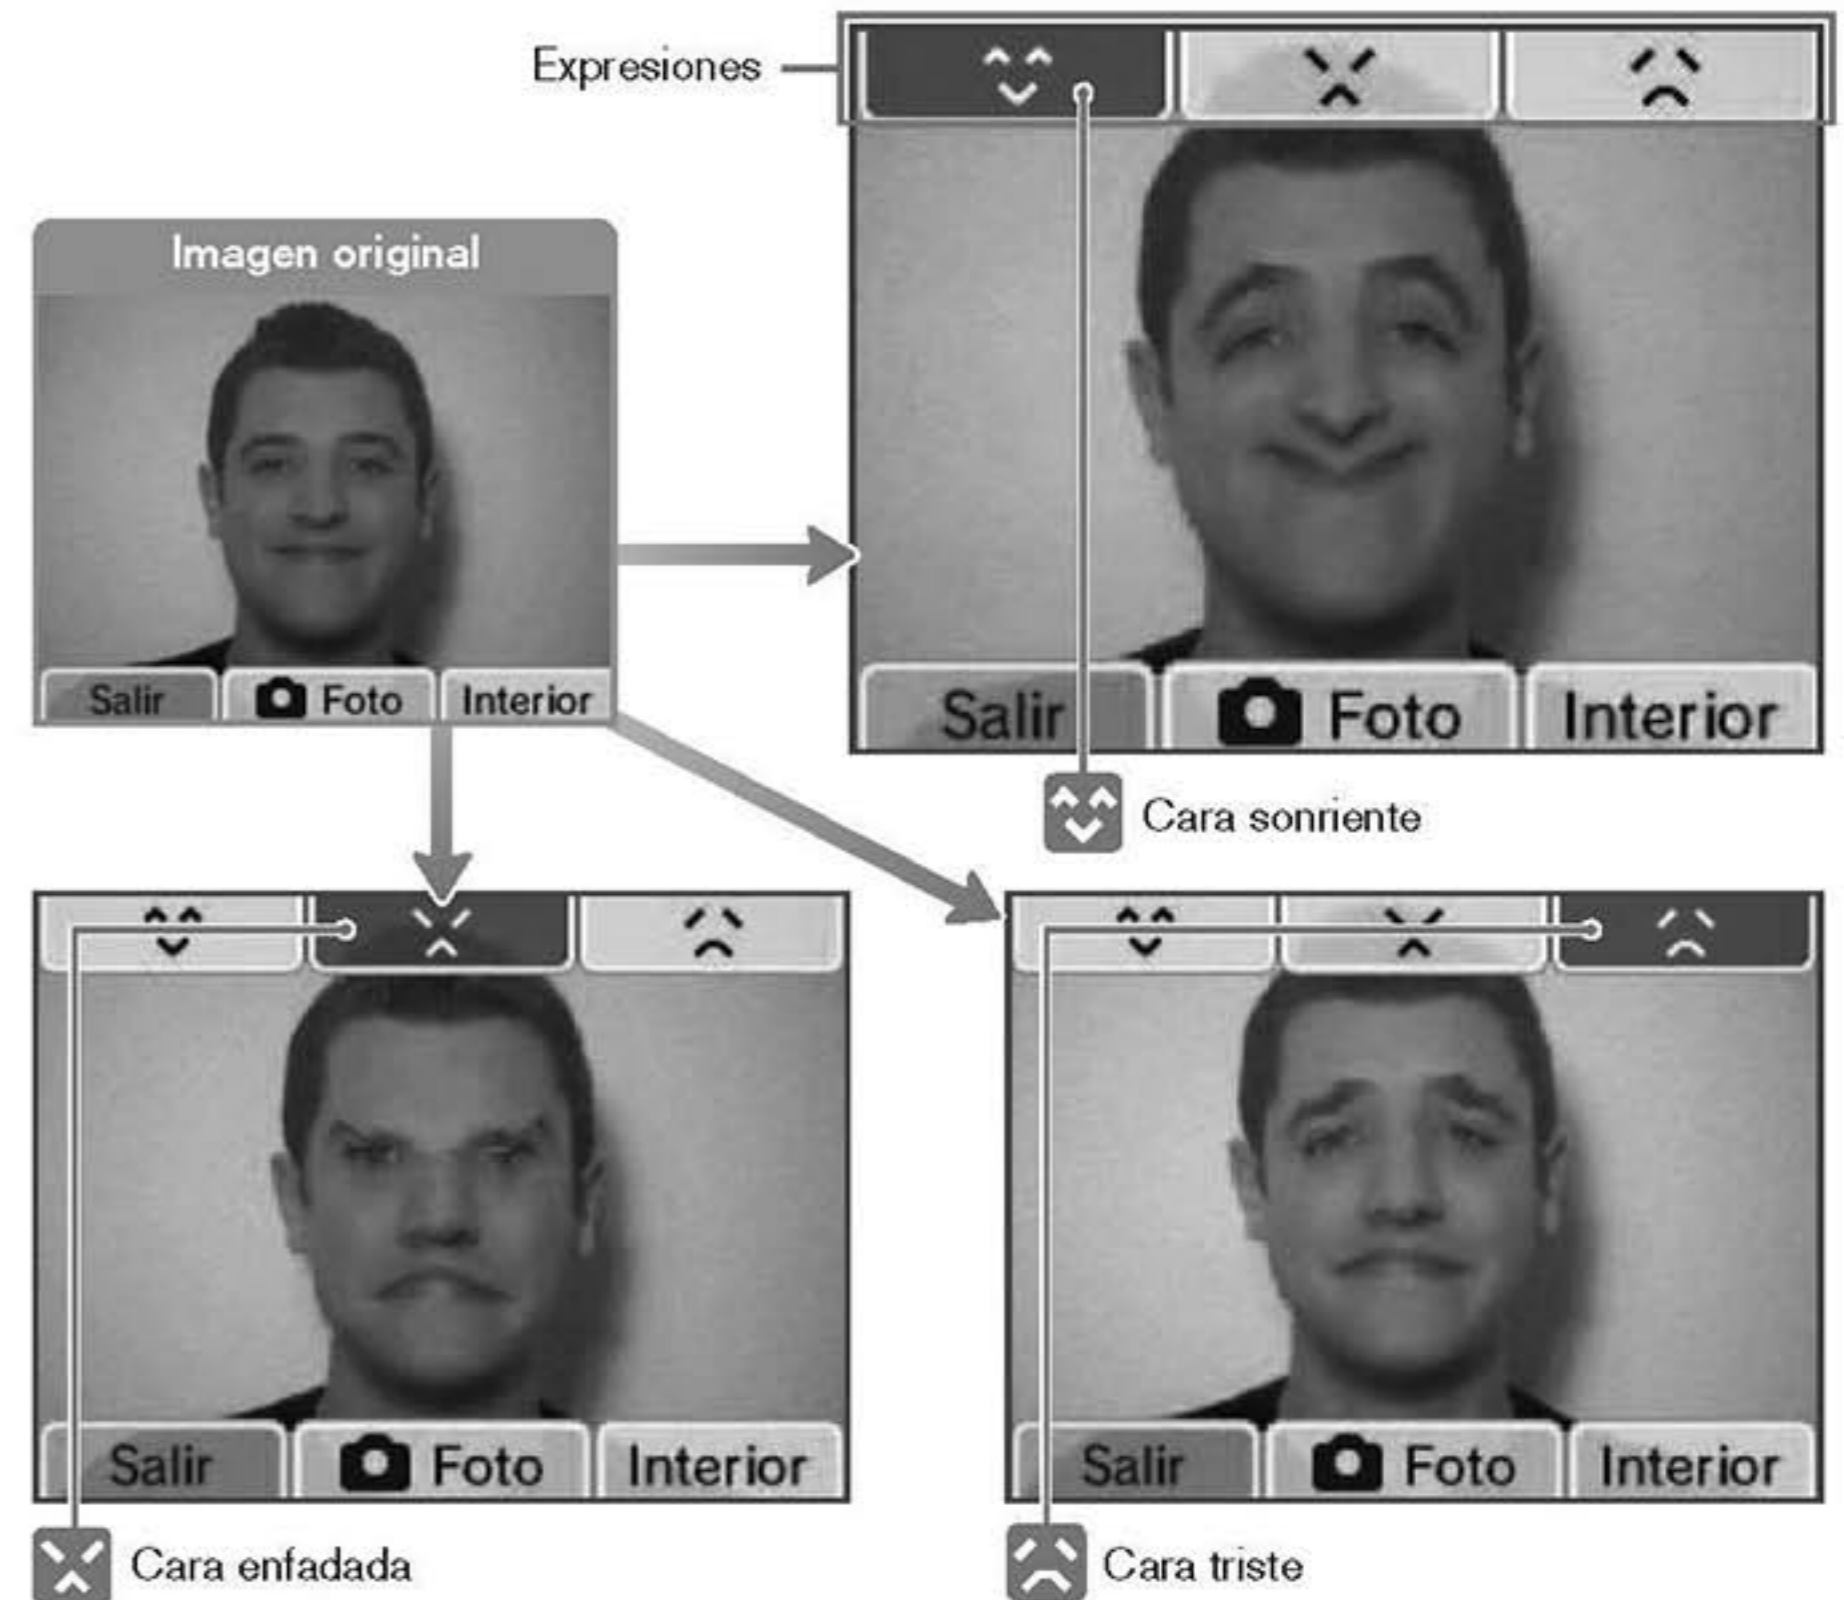 Expresiones
Imagen original
Salir Foto Interior
Salir Foto Interior
Cara sonriente
Salir Foto Interior
Cara enfadada
Salir Foto Interior
Cara triste